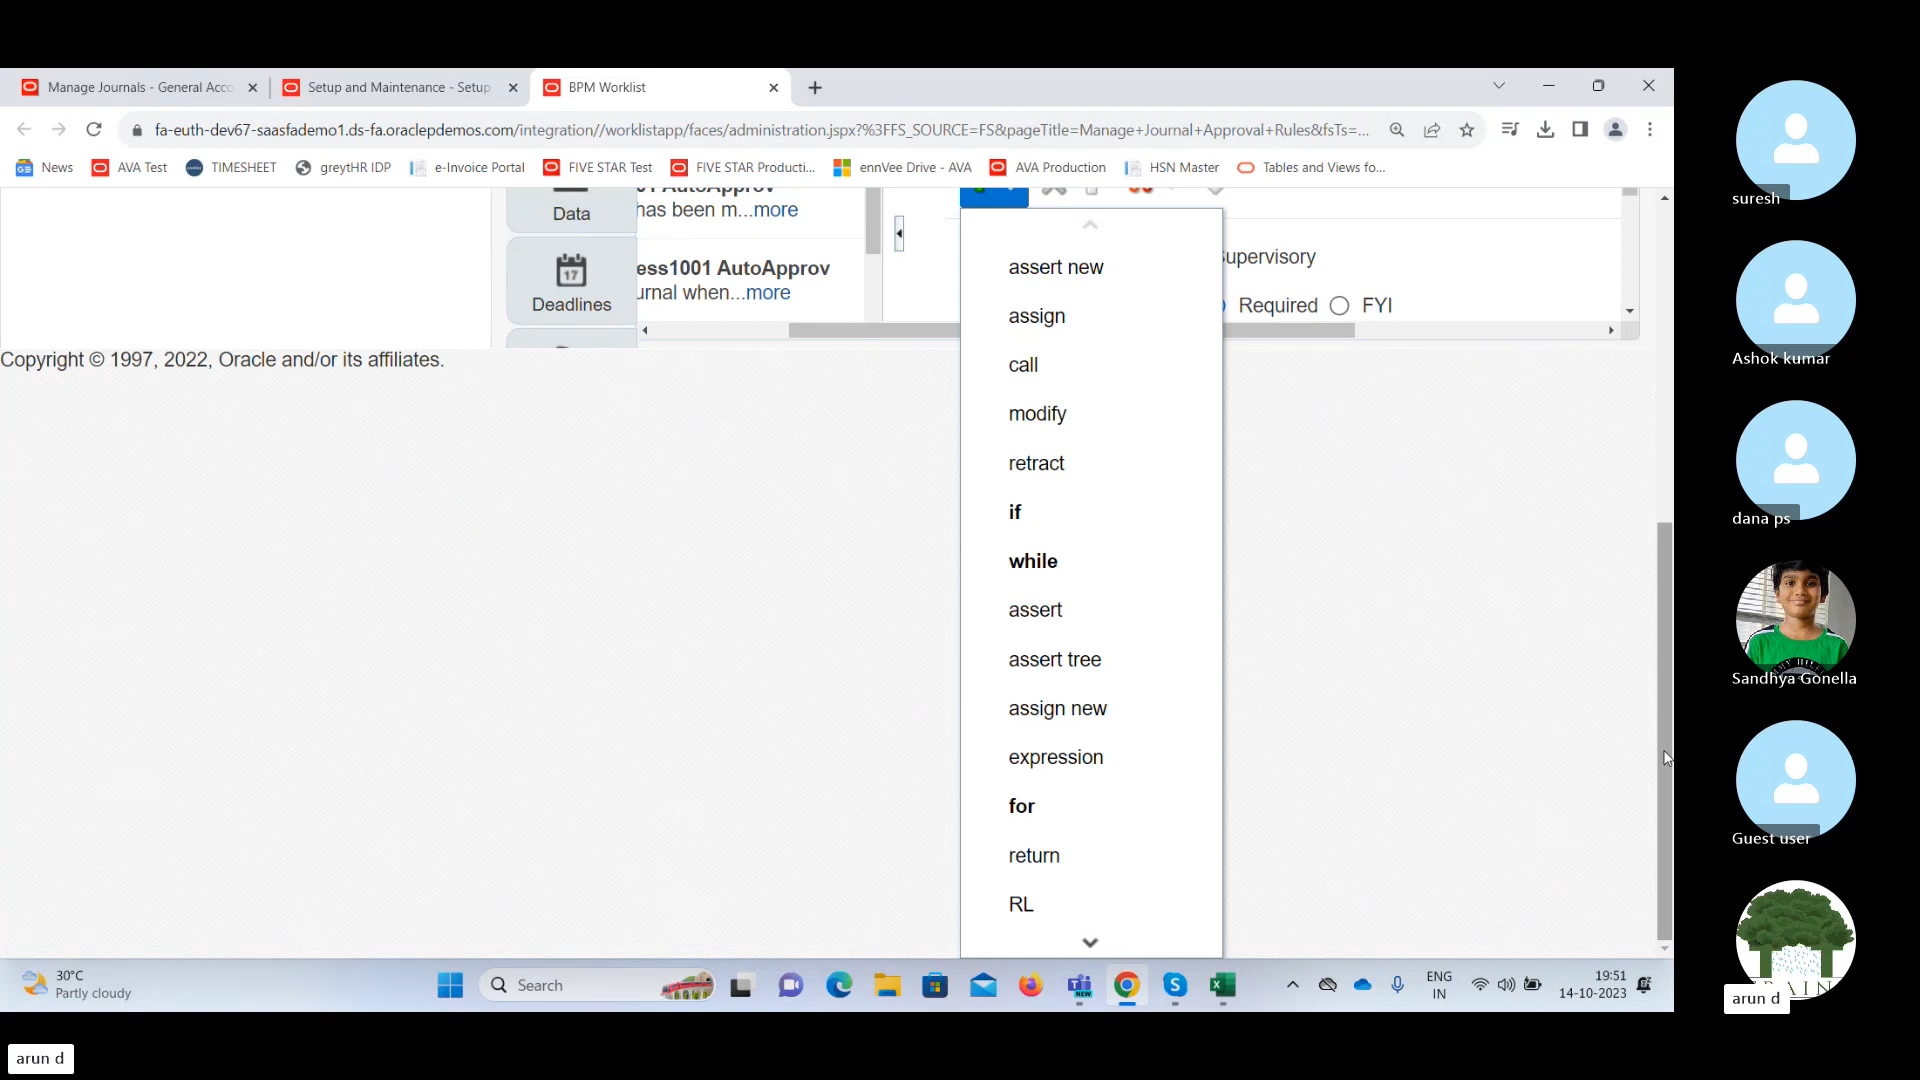 Manage Journals - General Acco
Setup and Maintenance - Setup
BPM Worklist
fa-euth-dev67-saasfademo1.ds-fa.oraclepdemos.com/integration//worklistapp/faces/administration.jspx?%3FFS_SOURCE=FS&pageTitle=Manage+Journal+Approval+Rules&fsTs=...
News
AVA Test
TIMESHEET
greytHR IDP
e-Invoice Portal
FIVE STAR Test
FIVE STAR Producti...
ennVee Drive - AVA
AVA Production
HSN Master
Tables and Views fo...
Data
AutoApprov
has been m...more
17
Deadlines
ess1001 AutoApprov
urnal when...more
upervisory
Required
FYI
Copyright © 1997, 2022, Oracle and/or its affiliates.
assert new
assign
call
modify
retract
if
while
assert
assert tree
assign new
expression
for
return
RL
30°C
Partly cloudy
Search
NEW
ENG
IN
19:51
14-10-2023
suresh
Ashok kumar
dana ps
Sandhya Gonella
Guest user
arun d
arun d